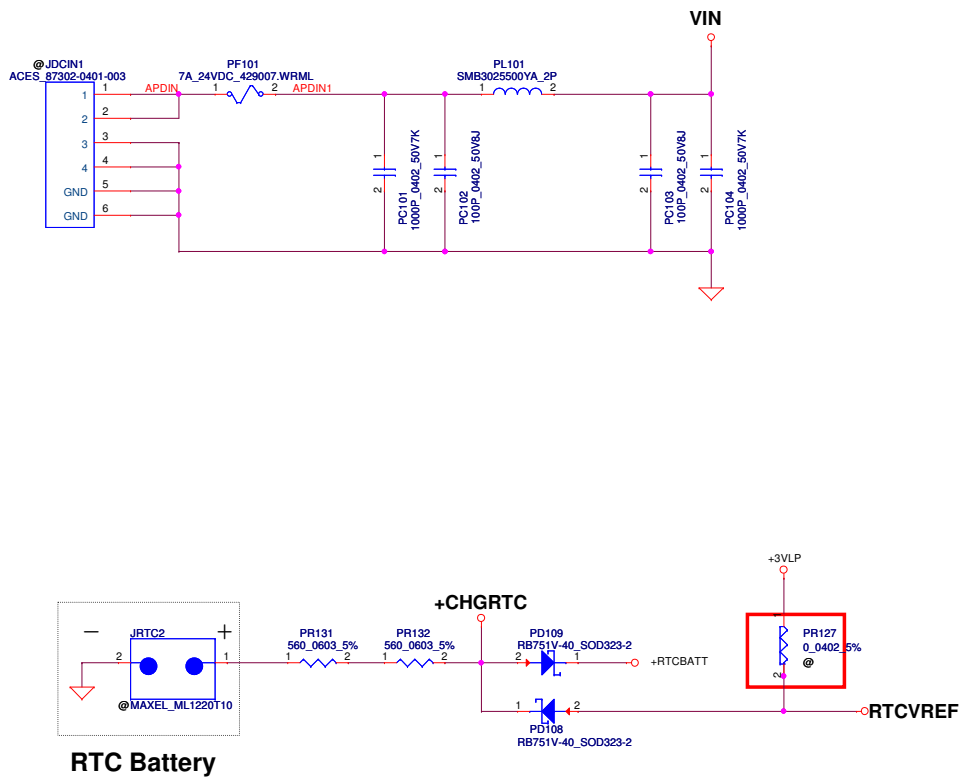 VIN
@JDCIN1
ACES_87302-0401-003
PF101
7A_24VDC_429007.WRML
PL101
SMB3025500YA_2P
1 1 APDIN 1 2 APDIN1 1 2
2 2
3 3
4 4
GND 5
GND 6
1 2 PC101 1000P_0402_50V7K
1 2 PC102 100P_0402_50V8J
1 2 PC103 100P_0402_50V8J
1 2 PC104 1000P_0402_50V7K
+3VLP
+CHGRTC
1 2 PR127
0_0402_5%
@
JRTC2
− +
2 1
@MAXEL_ML1220T10
PR131
560_0603_5%
1 2
PR132
560_0603_5%
1 2
PD109
RB751V-40_SOD323-2
2 1 +RTCBATT
1 2 RTCVREF
PD108
RB751V-40_SOD323-2
RTC Battery